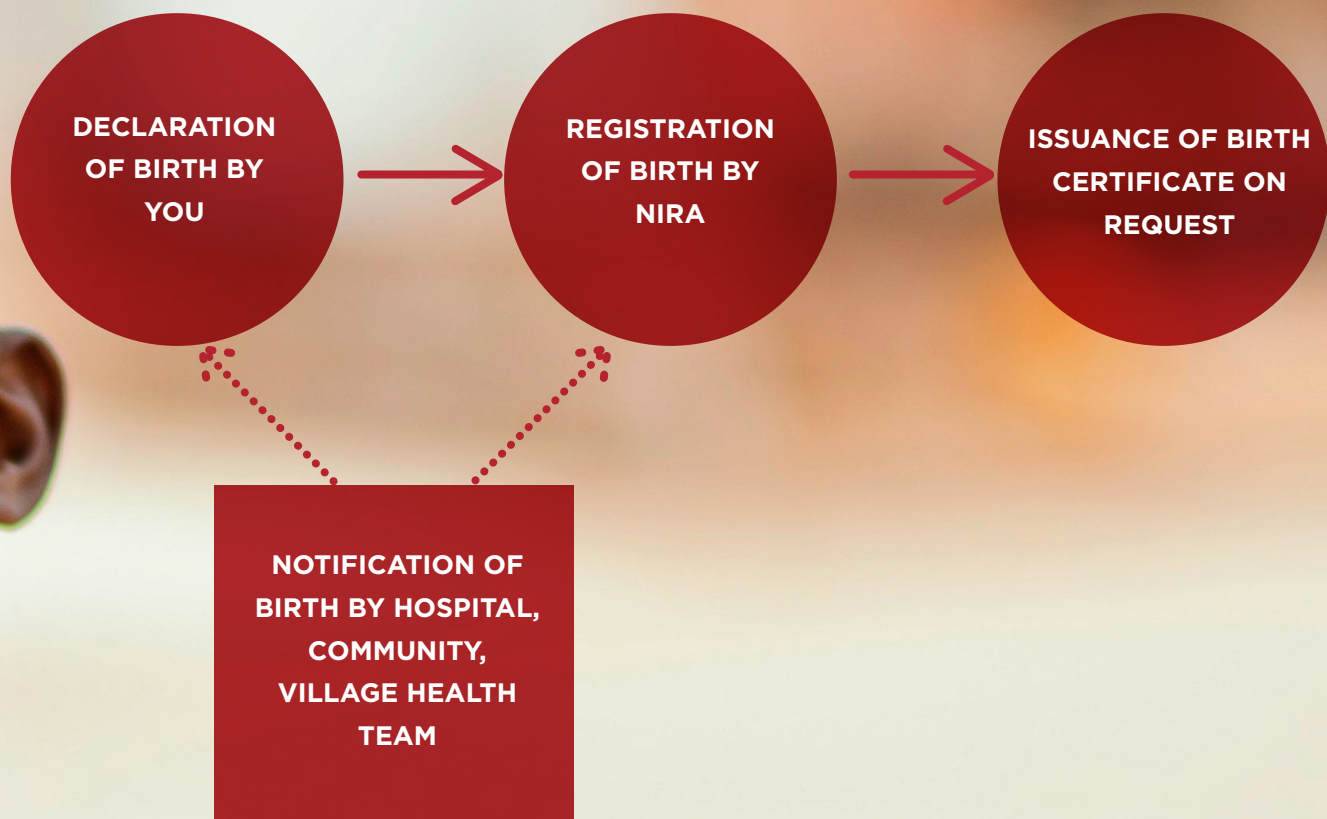 DECLARATION
OF BIRTH BY
YOU
REGISTRATION
OF BIRTH BY
NIRA
ISSUANCE OF BIRTH
CERTIFICATE ON
REQUEST
NOTIFICATION OF
BIRTH BY HOSPITAL,
COMMUNITY,
VILLAGE HEALTH
TEAM